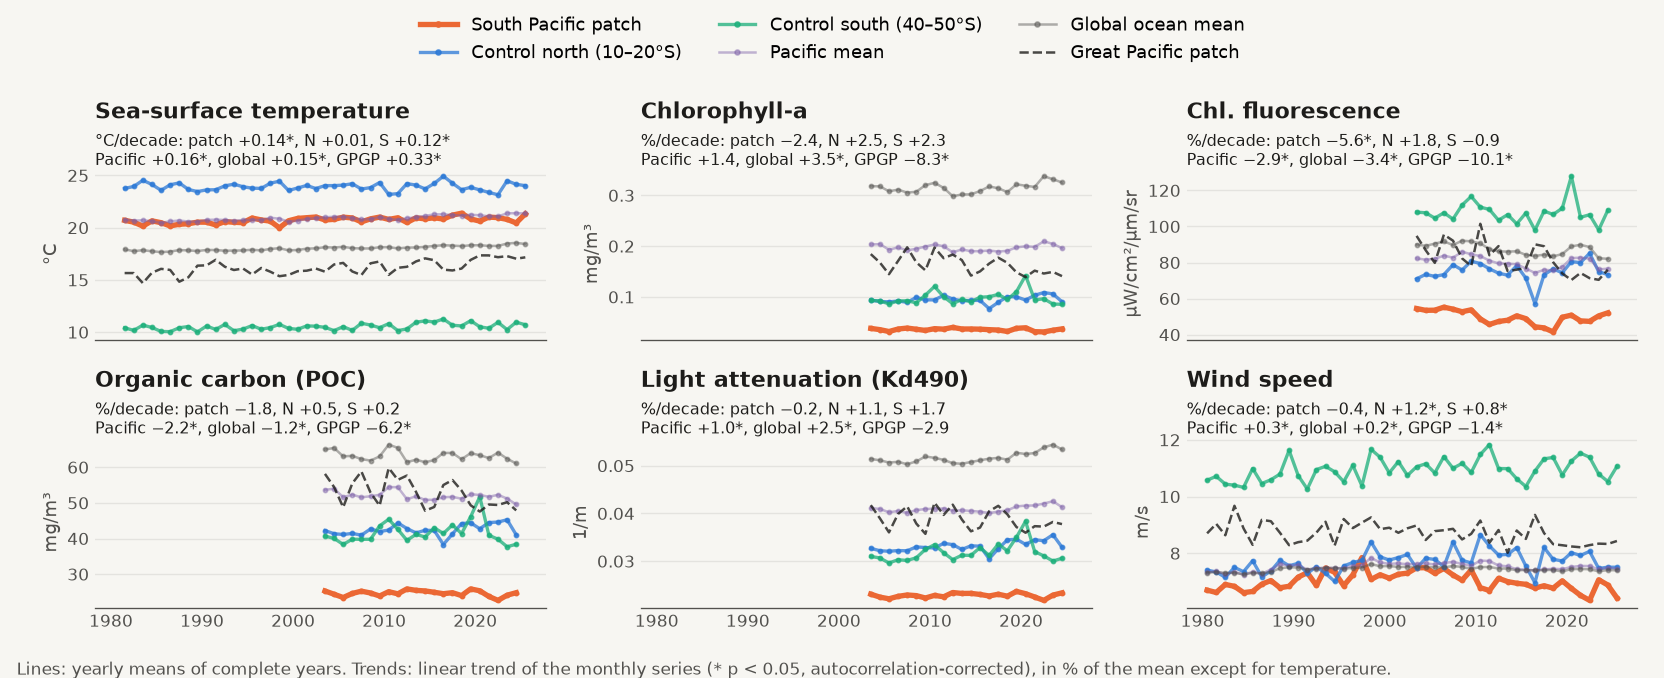 South Pacific patch
Control south (40–50°S)
Global ocean mean
Control north (10–20°S)
Pacific mean
Great Pacific patch
Sea-surface temperature
°C/decade: patch +0.14*, N +0.01, S +0.12*
Pacific +0.16*, global +0.15*, GPGP +0.33*
25
20
15
10
°C
Chlorophyll-a
%/decade: patch −2.4, N +2.5, S +2.3
Pacific +1.4, global +3.5*, GPGP −8.3*
0.3
0.2
0.1
mg/m³
Chl. fluorescence
%/decade: patch −5.6*, N +1.8, S −0.9
Pacific −2.9*, global −3.4*, GPGP −10.1*
120
100
80
60
40
µW/cm²/µm/sr
Organic carbon (POC)
%/decade: patch −1.8, N +0.5, S +0.2
Pacific −2.2*, global −1.2*, GPGP −6.2*
60
50
40
30
mg/m³
1980 1990 2000 2010 2020
Light attenuation (Kd490)
%/decade: patch −0.2, N +1.1, S +1.7
Pacific +1.0*, global +2.5*, GPGP −2.9
0.05
0.04
0.03
1/m
1980 1990 2000 2010 2020
Wind speed
%/decade: patch −0.4, N +1.2*, S +0.8*
Pacific +0.3*, global +0.2*, GPGP −1.4*
12
10
8
m/s
1980 1990 2000 2010 2020
Lines: yearly means of complete years. Trends: linear trend of the monthly series (* p < 0.05, autocorrelation-corrected), in % of the mean except for temperature.